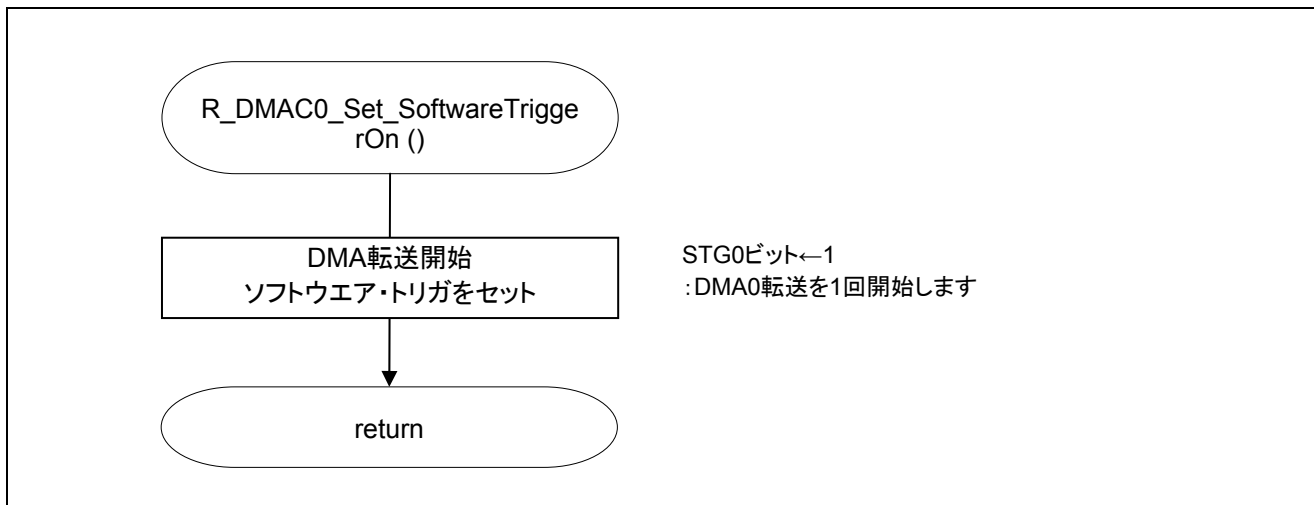 R_DMAC0_Set_SoftwareTrigge
rOn ()
DMA転送開始
ソフトウエア・トリガをセット
STG0ビット←1
:DMA0転送を1回開始します
return